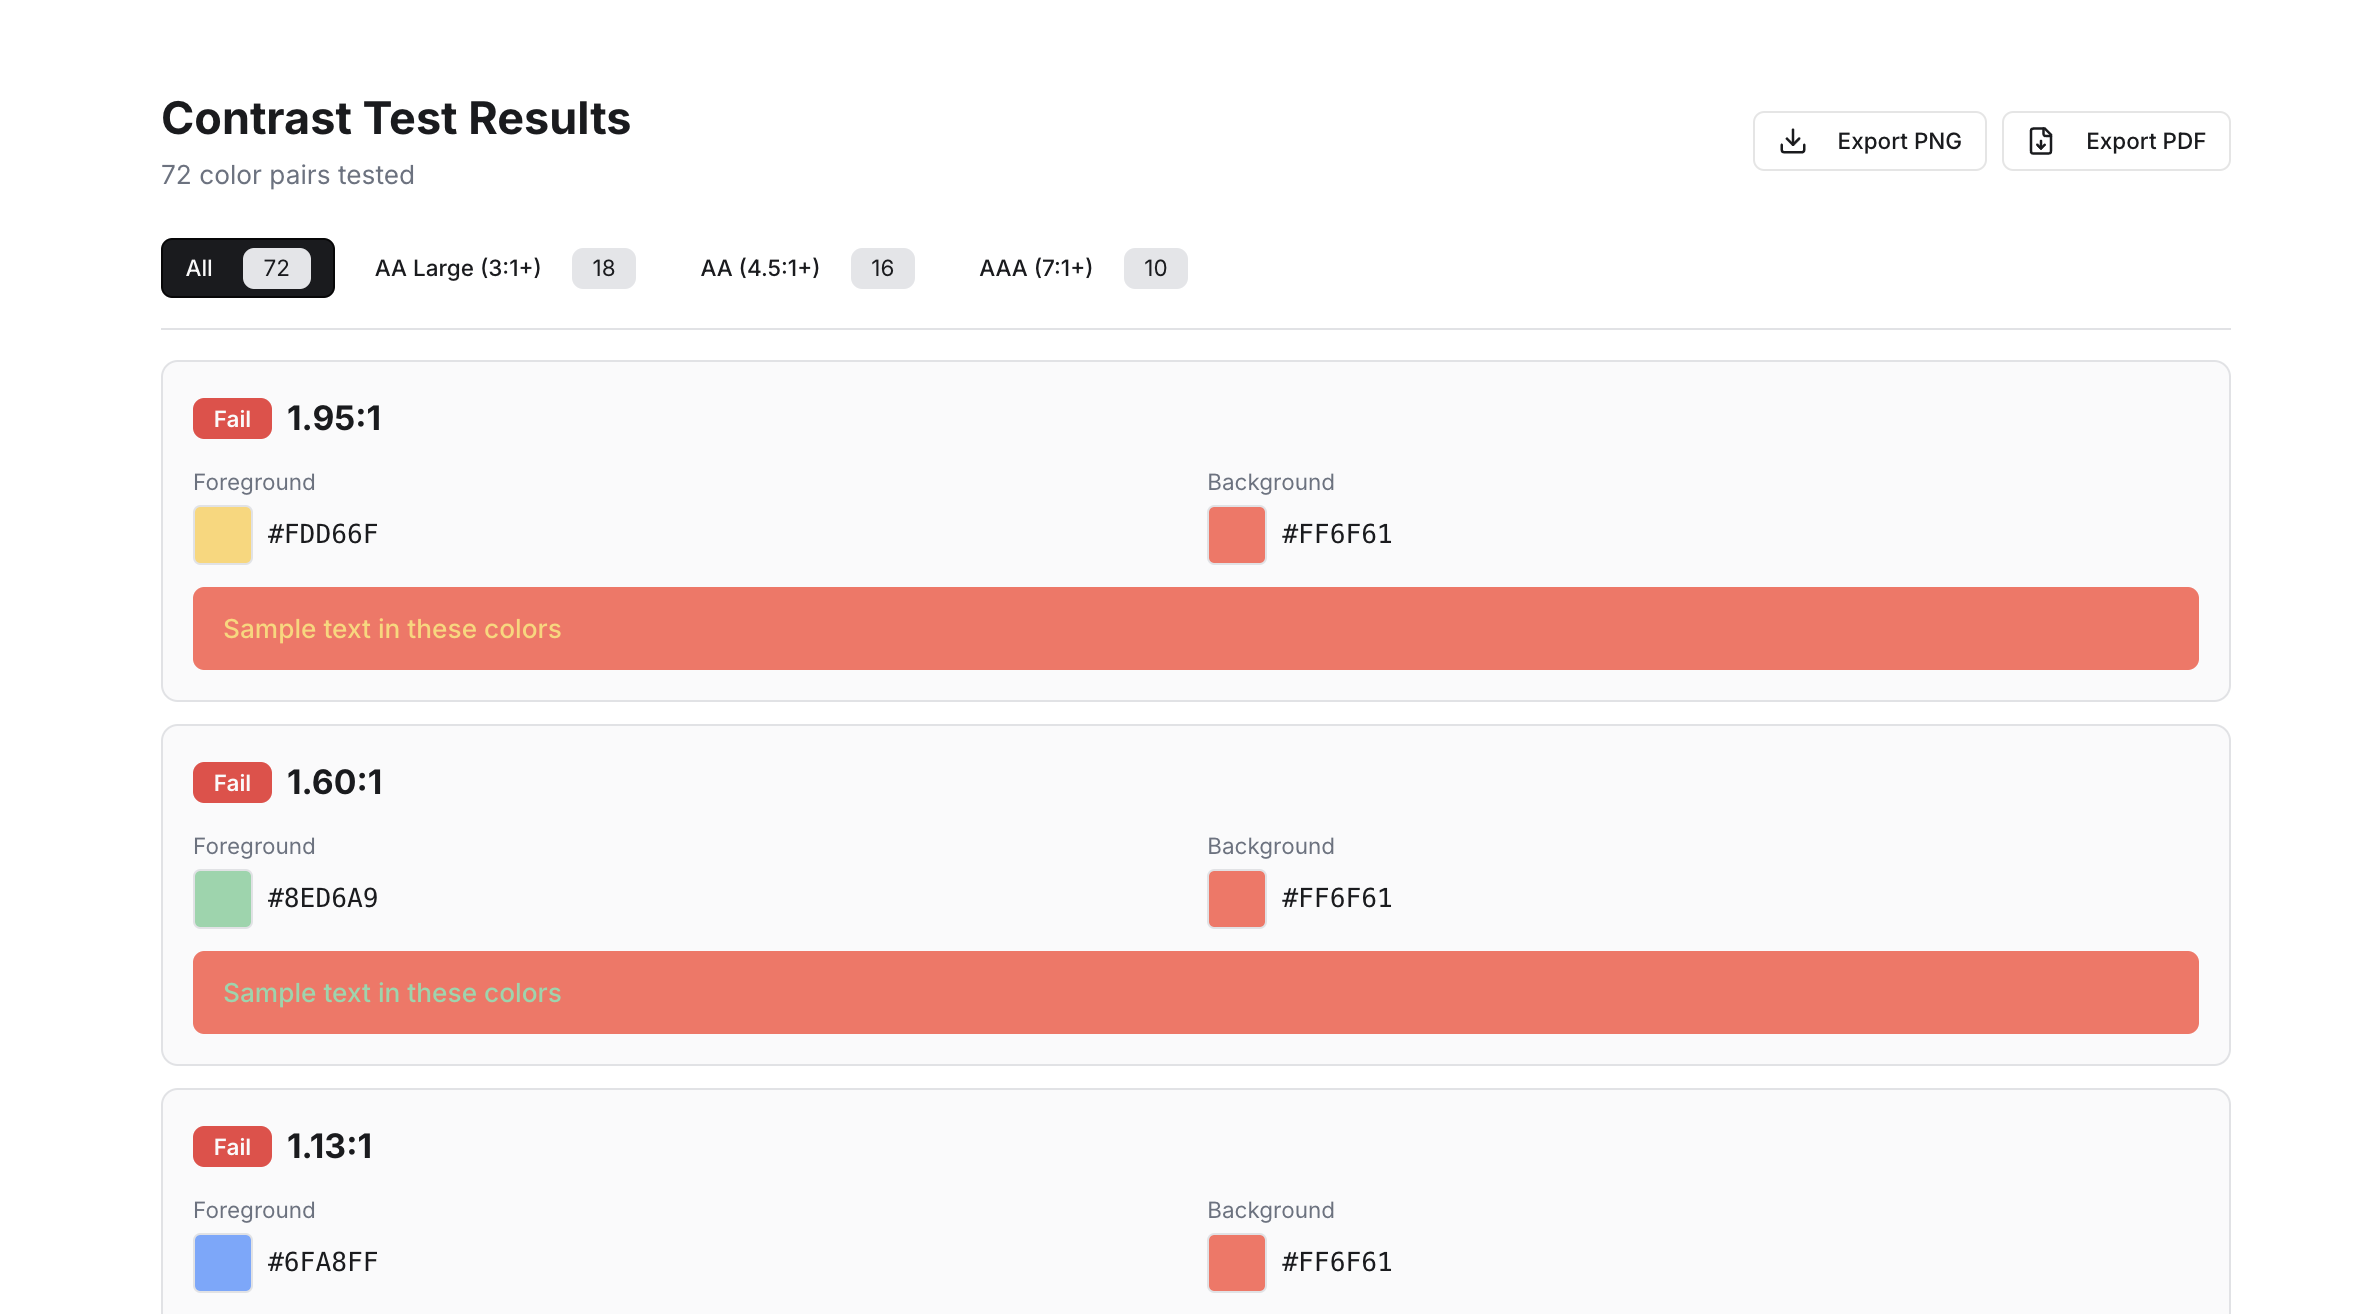 Contrast Test Results
72 color pairs tested
Export PNG
Export PDF
All 72 AA Large (3:1+) 18 AA (4.5:1+) 16 AAA (7:1+) 10
Fail 1.95:1
Foreground Background
#FDD66F #FF6F61
Sample text in these colors
Fail 1.60:1
Foreground Background
#8ED6A9 #FF6F61
Sample text in these colors
Fail 1.13:1
Foreground Background
#6FA8FF #FF6F61